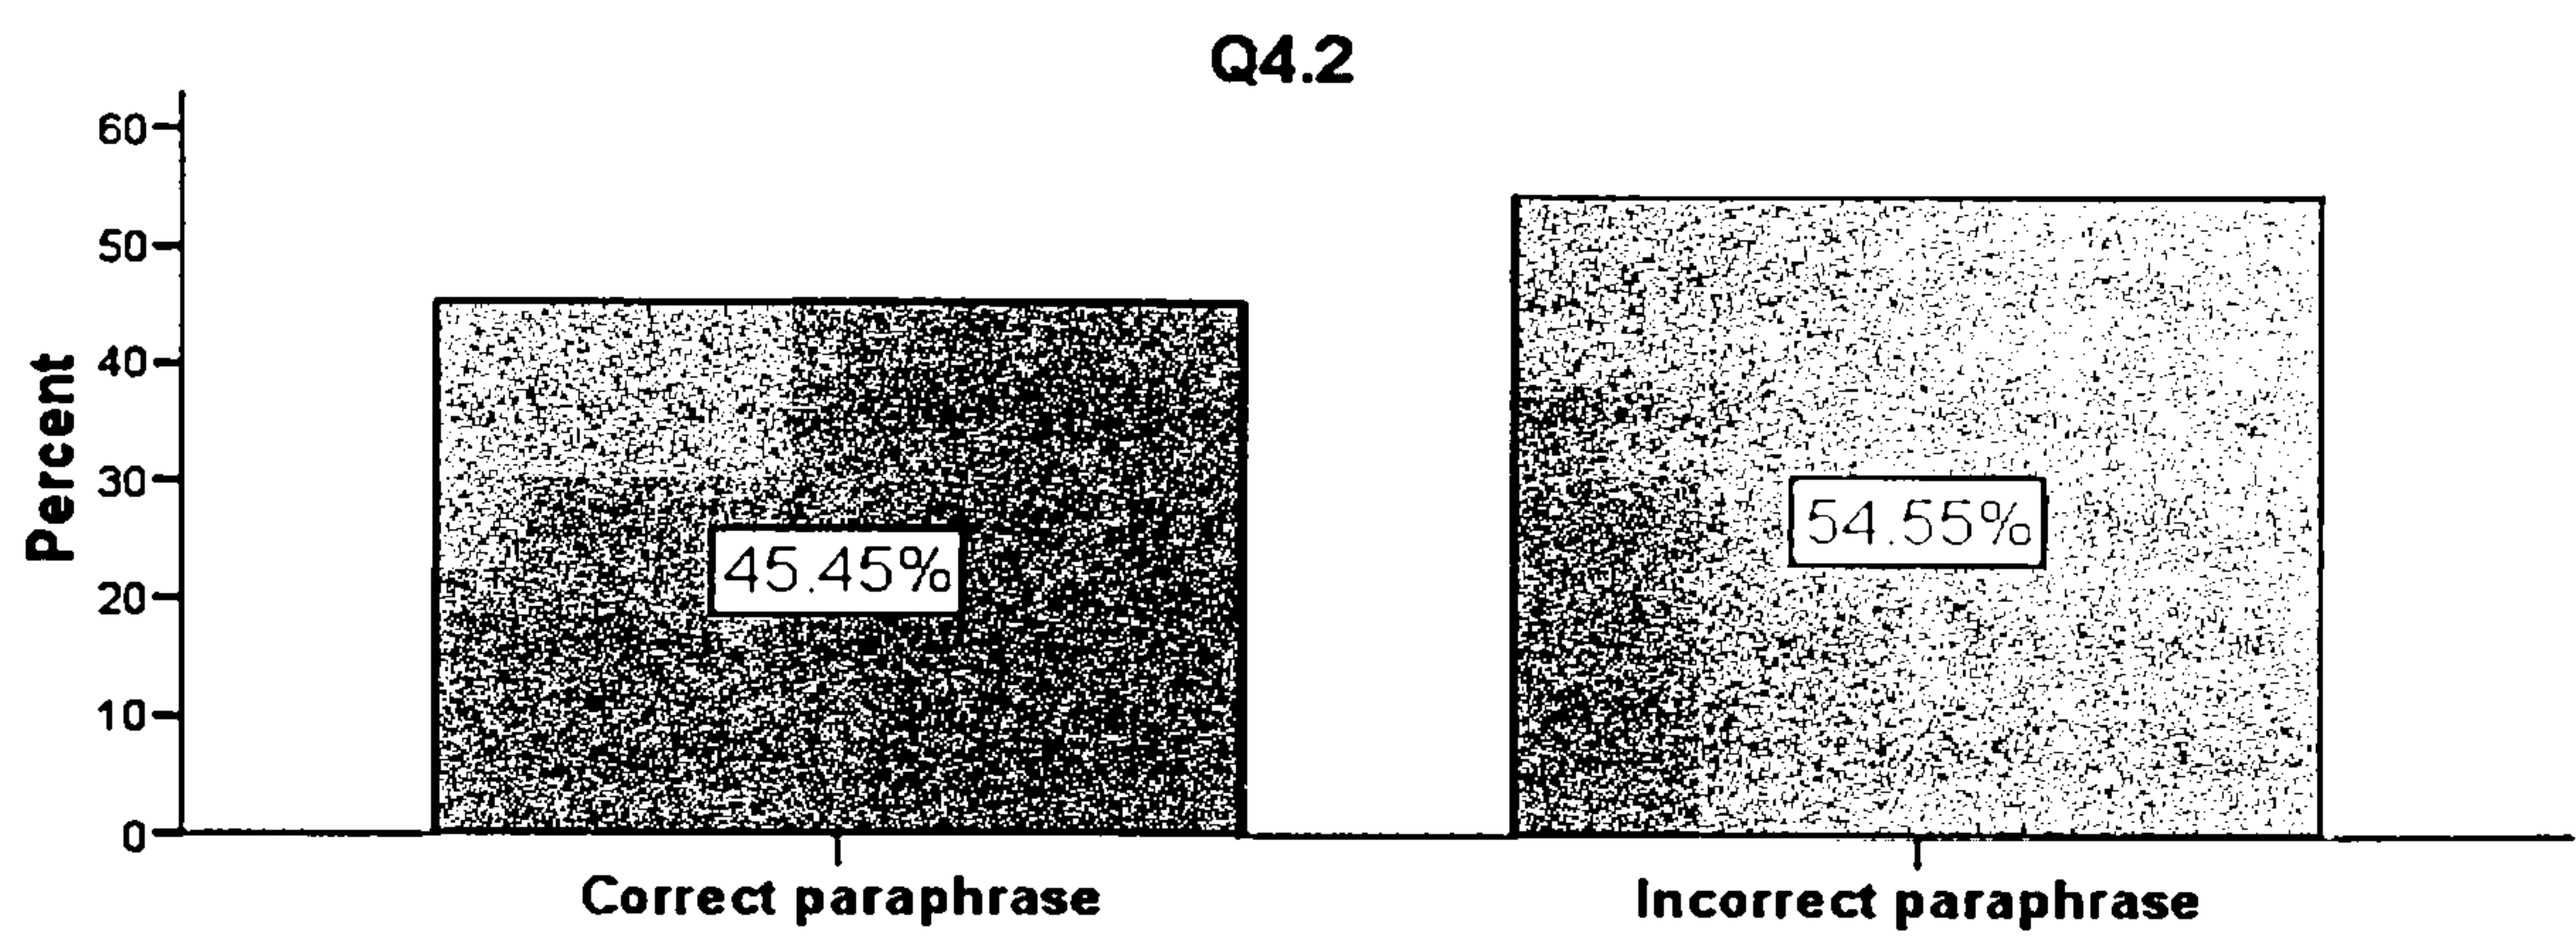 Q4.2
Percent
60
50
40
30
20
10
0
45.45%
54.55%
Correct paraphrase
Incorrect paraphrase